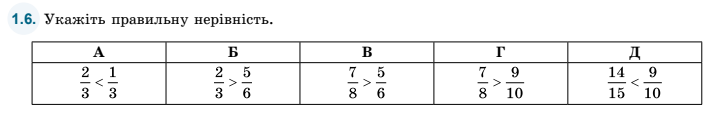 1.6. Укажіть правильну нерівність.
А Б В Г Д
2/3 < 1/3 2/3 > 5/6 7/8 > 5/6 7/8 > 9/10 14/15 < 9/10